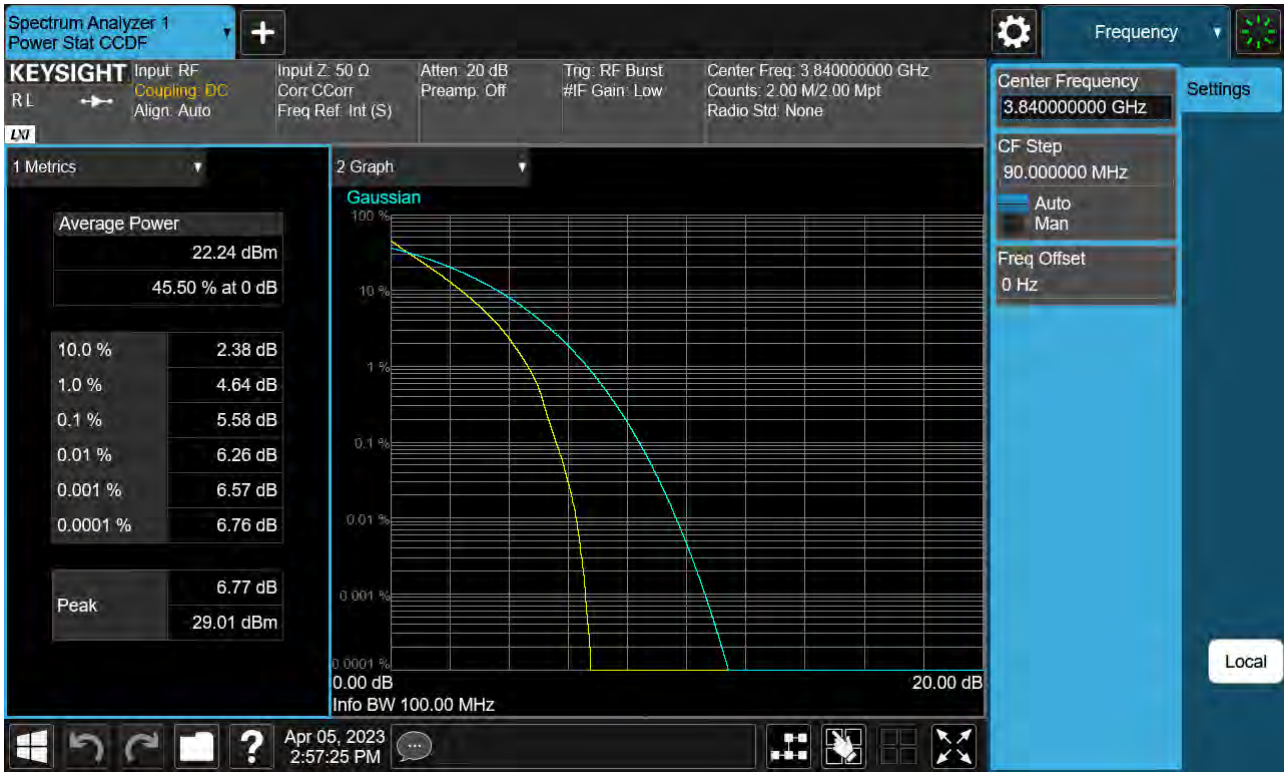 Spectrum Analyzer 1
Power Stat CCDF
+
Frequency
KEYSIGHT
RL
LXI
Input: RF
Coupling: DC
Align: Auto
Input Z: 50 Ω
Corr CCorr
Freq Ref: Int (S)
Atten: 20 dB
Preamp: Off
Trig: RF Burst
#IF Gain: Low
Center Freq: 3.840000000 GHz
Counts: 2.00 M/2.00 Mpt
Radio Std: None
Center Frequency
3.840000000 GHz
Settings
CF Step
90.000000 MHz
Auto
Man
Freq Offset
0 Hz
1 Metrics
Average Power
22.24 dBm
45.50 % at 0 dB
10.0 % 2.38 dB
1.0 % 4.64 dB
0.1 % 5.58 dB
0.01 % 6.26 dB
0.001 % 6.57 dB
0.0001 % 6.76 dB
Peak
6.77 dB
29.01 dBm
2 Graph
Gaussian
100 %
10 %
1 %
0.1 %
0.01 %
0.001 %
0.0001 %
0.00 dB 20.00 dB
Info BW 100.00 MHz
Local
?
Apr 05, 2023
2:57:25 PM